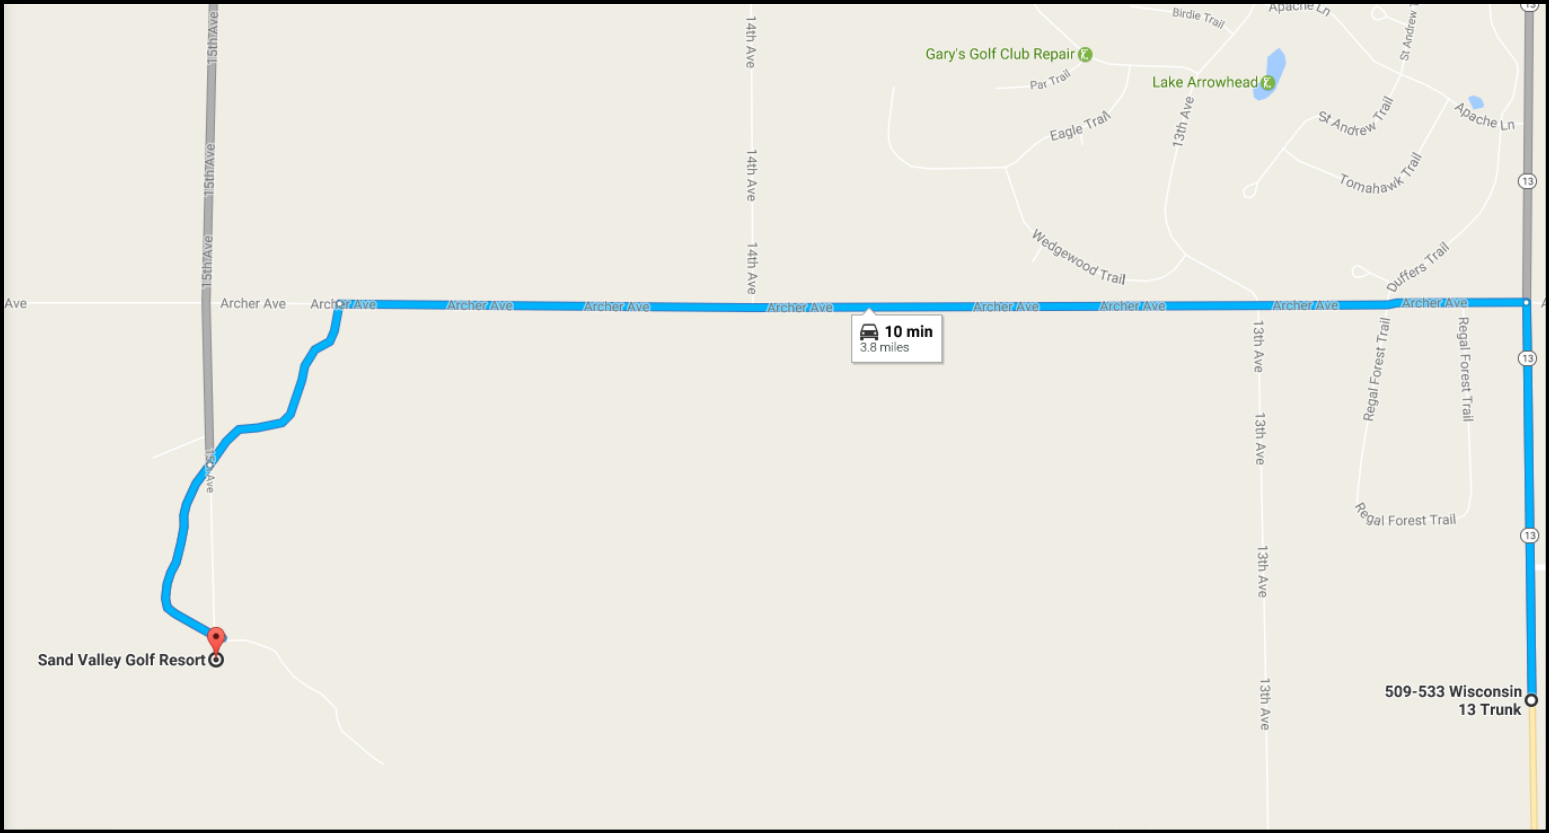 13
Apache Ln
Birdie Trail
15th Ave
14th Ave
St Andrew
Gary's Golf Club Repair
Par Trail
Lake Arrowhead
13th Ave
Eagle Trail
St Andrew Trail
Apache Ln
15th Ave
14th Ave
Tomahawk Trail
13
Wedgewood Trail
Duffers Trail
15th Ave
14th Ave
Ave
Archer Ave
Archer Ave
Archer Ave
Archer Ave
Archer Ave
Archer Ave
Archer Ave
Archer Ave
Archer Ave
10 min
3.8 miles
13th Ave
Regal Forest Trail
Regal Forest Trail
13
13th Ave
15th Ave
Regal Forest Trail
13
13th Ave
Sand Valley Golf Resort
13th Ave
509-533 Wisconsin
13 Trunk